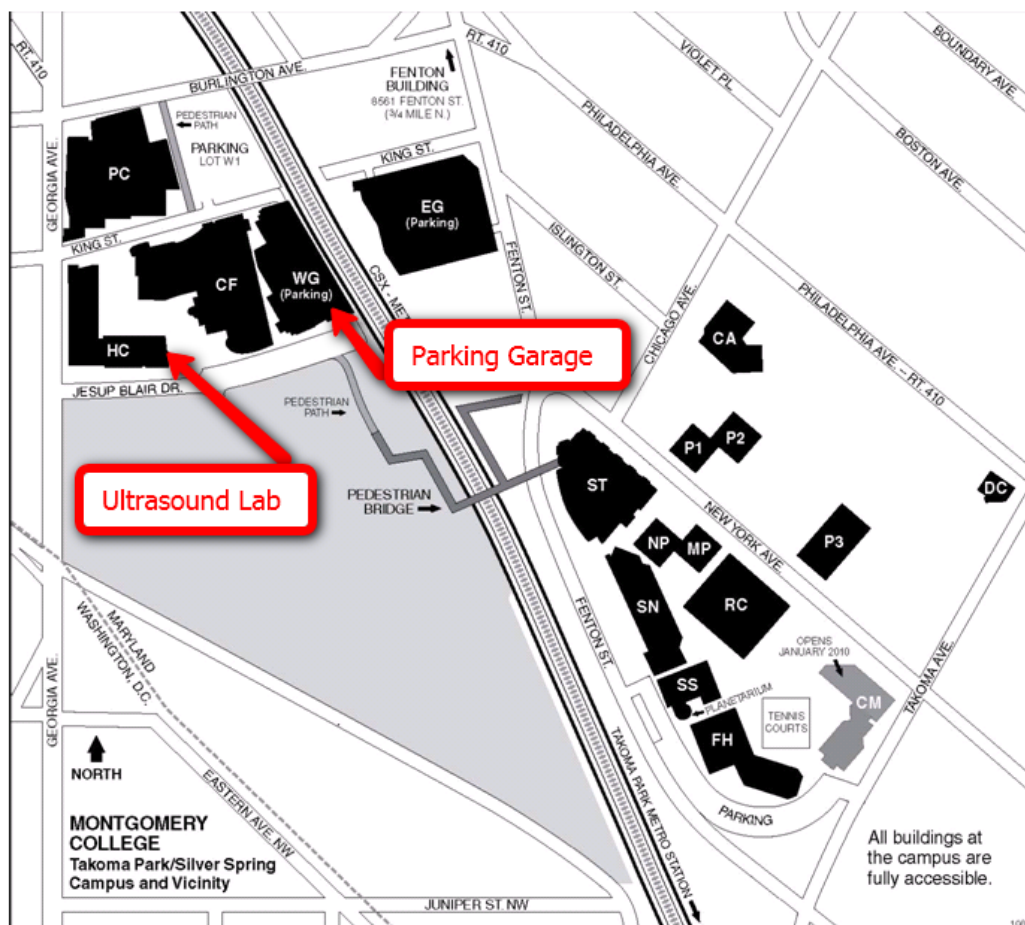 RT. 410
BURLINGTON AVE.
FENTON
BUILDING
8561 FENTON ST.
(3/4 MILE N.)
RT. 410
VIOLET PL.
BOUNDARY AVE.
PEDESTRIAN
PATH
PARKING
LOT W1
PHILADELPHIA AVE.
BOSTON AVE.
GEORGIA AVE.
PC
KING ST.
EG
(Parking)
KING ST.
ISLINGTON ST.
FENTON ST.
CF
WG
(Parking)
CSX - MET
CHICAGO AVE.
PHILADELPHIA AVE. – RT. 410
CA
HC
Parking Garage
JESUP BLAIR DR.
PEDESTRIAN
PATH
P1
P2
Ultrasound Lab
PEDESTRIAN
BRIDGE
ST
DC
NEW YORK AVE.
NP
MP
P3
SN
RC
FENTON ST.
MARYLAND
WASHINGTON, D.C.
OPENS
JANUARY 2010
TAKOMA AVE.
SS
PLANETARIUM
CM
GEORGIA AVE.
TENNIS
COURTS
FH
NORTH
EASTERN AVE. NW
TAKOMA PARK METRO STATION
PARKING
MONTGOMERY
COLLEGE
Takoma Park/Silver Spring
Campus and Vicinity
All buildings at
the campus are
fully accessible.
JUNIPER ST. NW